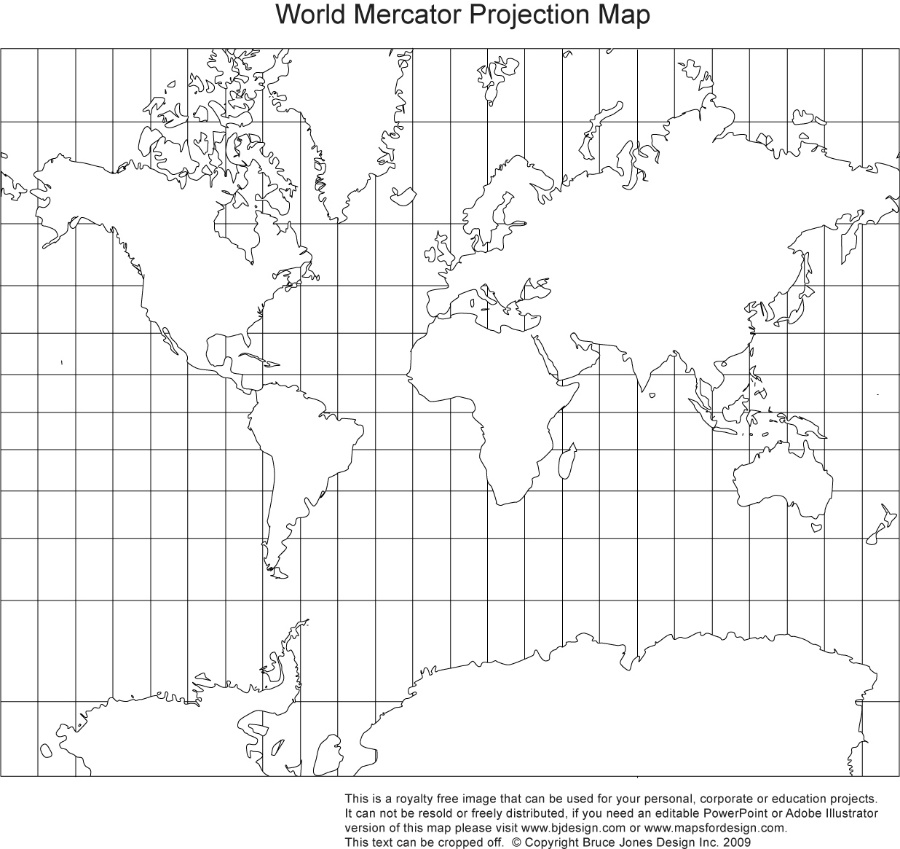 World Mercator Projection Map
This is a royalty free image that can be used for your personal, corporate or education projects.
It can not be resold or freely distributed, if you need an editable PowerPoint or Adobe Illustrator
version of this map please visit www.bjdesign.com or www.mapsfordesign.com.
This text can be cropped off.  © Copyright Bruce Jones Design Inc. 2009